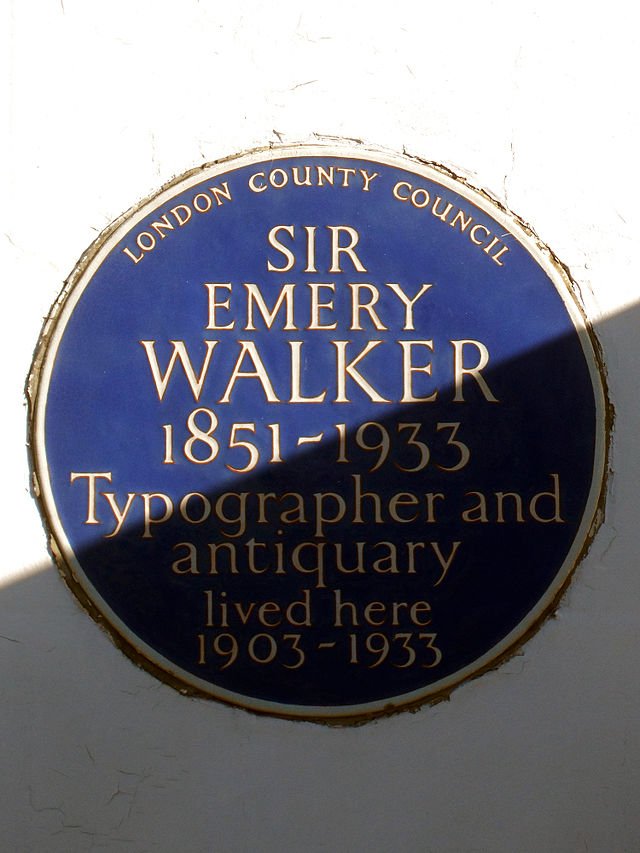 LONDON COUNTY COUNCIL
SIR
EMERY
WALKER
1851-1933
Typographer and
antiquary
lived here
1903-1933